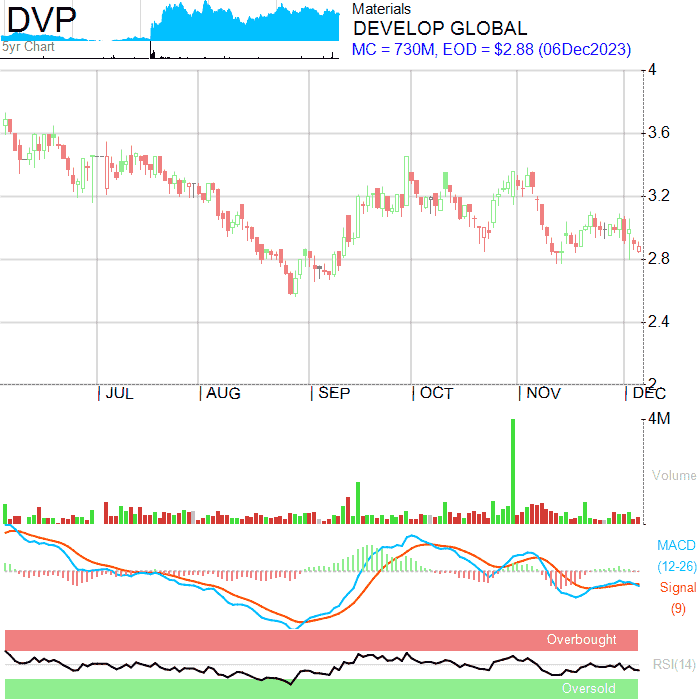 DVP
5yr Chart
Materials
DEVELOP GLOBAL
MC = 730M, EOD = $2.88 (06Dec2023)
4
3.6
3.2
2.8
2.4
2
JUL AUG SEP OCT NOV DEC
4M
Volume
MACD
(12-26)
Signal
(9)
Overbought
RSI(14)
Oversold